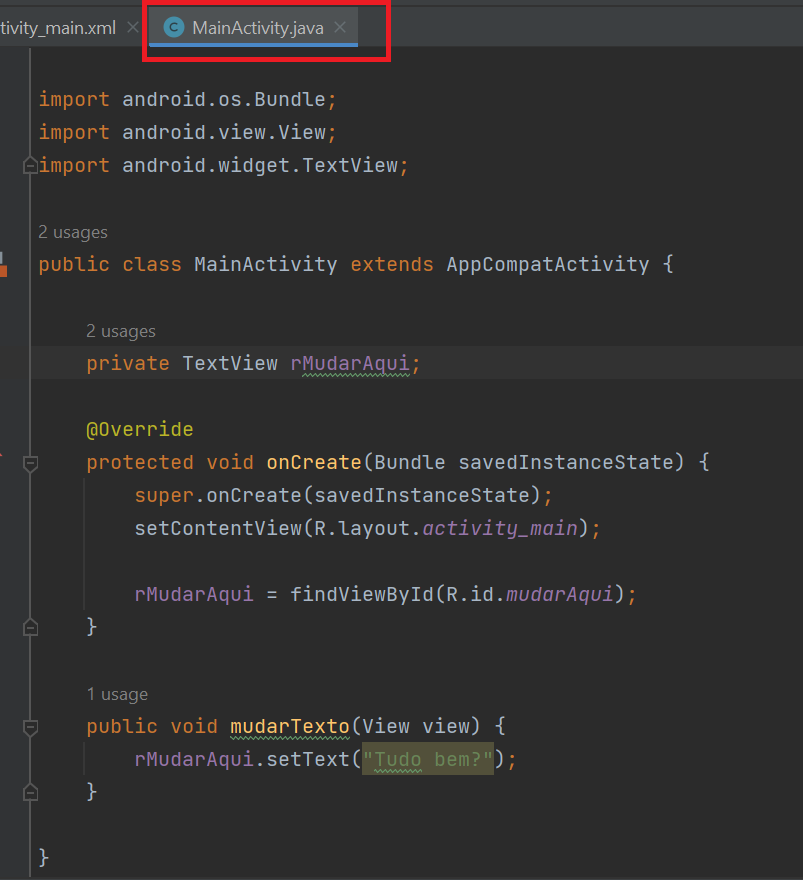 tivity_main.xml
MainActivity.java
import android.os.Bundle;
import android.view.View;
import android.widget.TextView;
2 usages
public class MainActivity extends AppCompatActivity {
2 usages
private TextView rMudarAqui;
@Override
protected void onCreate(Bundle savedInstanceState) {
super.onCreate(savedInstanceState);
setContentView(R.layout.activity_main);
rMudarAqui = findViewById(R.id.mudarAqui);
}
1 usage
public void mudarTexto(View view) {
rMudarAqui.setText("Tudo bem?");
}
}